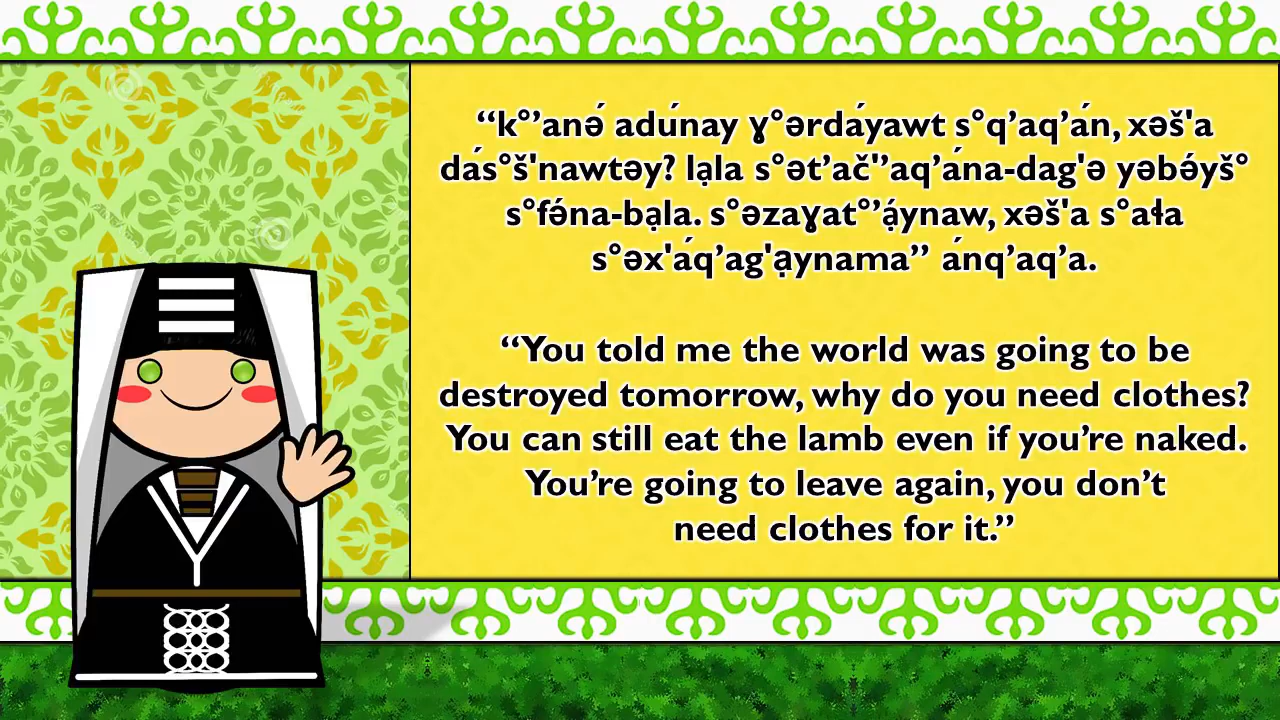 “k°’anə́ adúnay ɣ°ərdáyawt s°q’aq’án, xəš'a
dás°š'nawtəy? lạla s°ət’ač'’aq’ána-dag'ə yəbə́yš°
s°fə́na-bạla. s°əzaɣat°’ạ́ynaw, xəš'a s°aɬa
s°əx'áq’ag'ạynama” ánq’aq’a.
“You told me the world was going to be
destroyed tomorrow, why do you need clothes?
You can still eat the lamb even if you’re naked.
You’re going to leave again, you don’t
need clothes for it.”